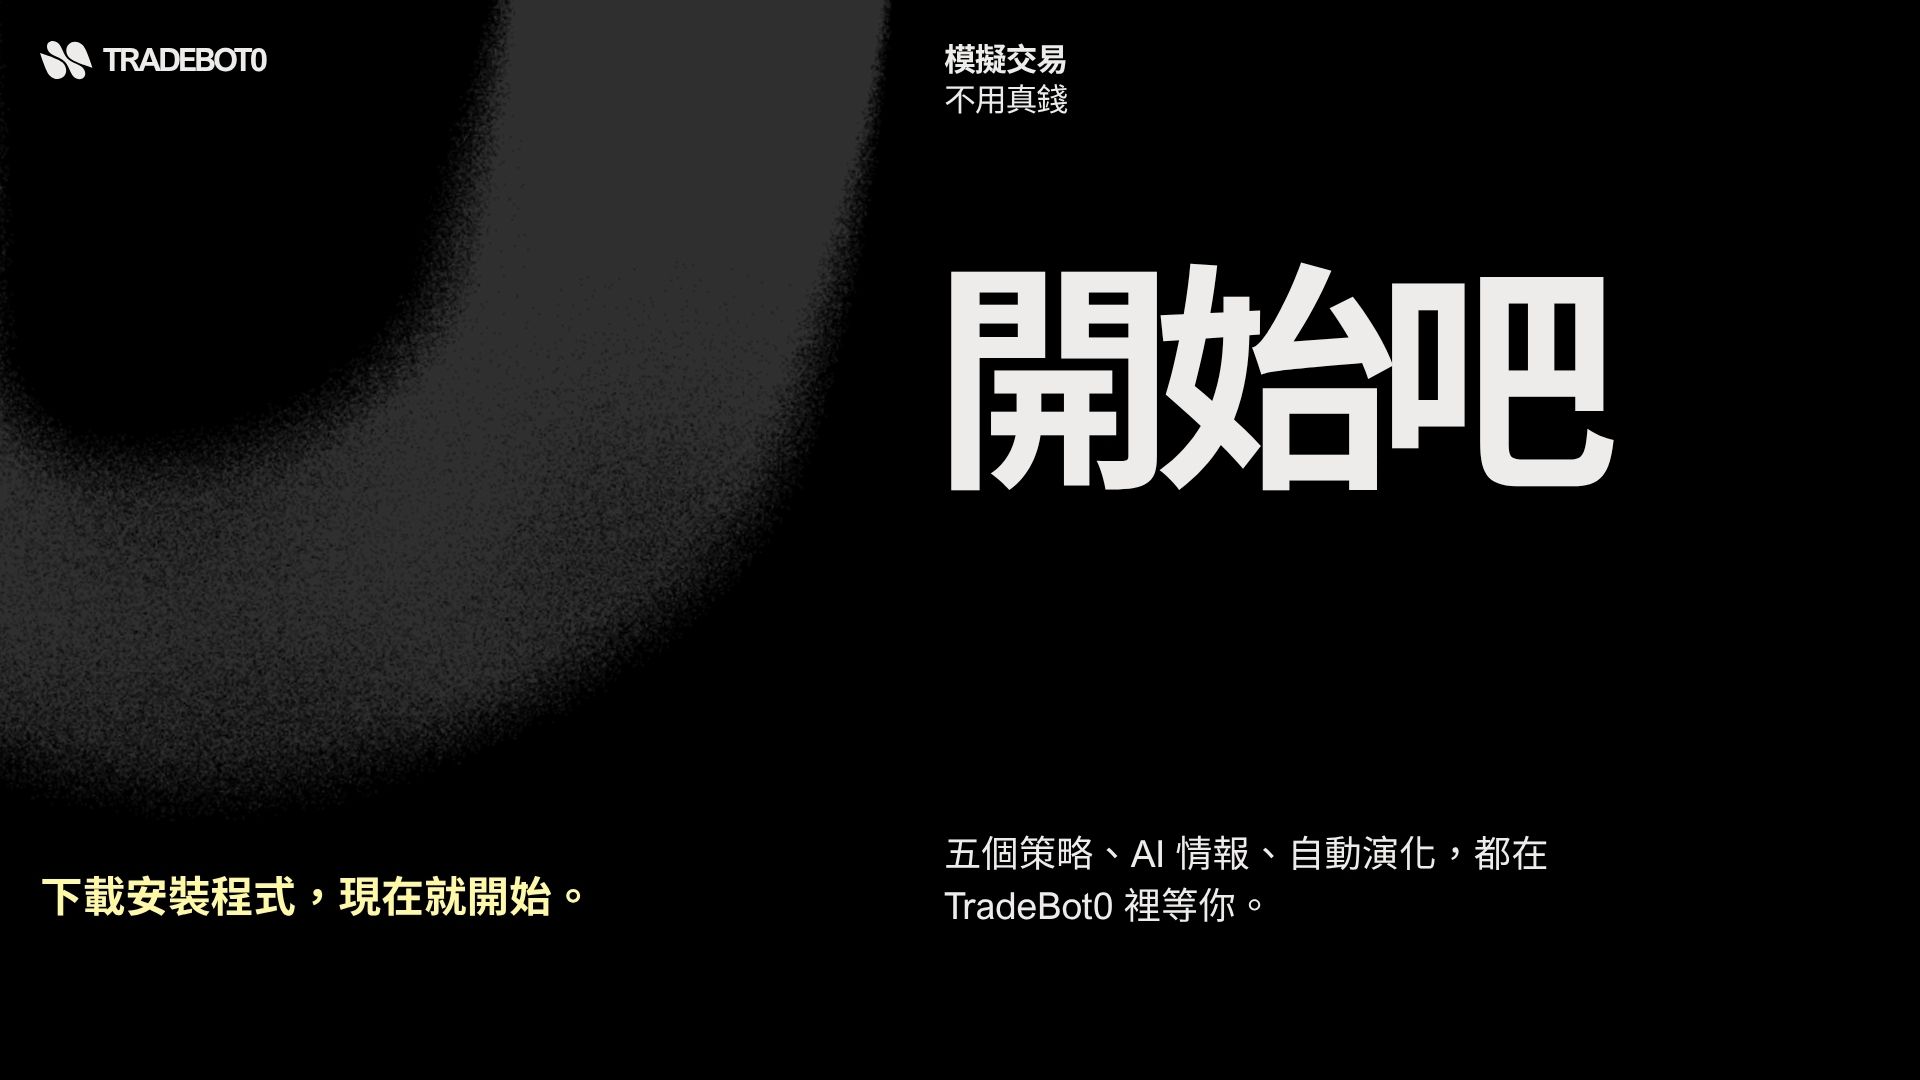 TRADEBOT0
模擬交易
不用真錢
開始吧
五個策略、AI 情報、自動演化，都在
TradeBot0 裡等你。
下載安裝程式，現在就開始。